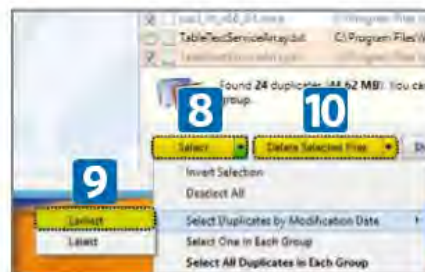 TableTestServiceArray.txt C:\Program Files
Found 24 duplicates (44.62 MB). You ca
group.
8 10
Select Delete Selected Files
Invert Selection
Deselect All
9
Earliest Select Duplicates by Modification Date
Latest Select One in Each Group
Select All Duplicates in Each Group